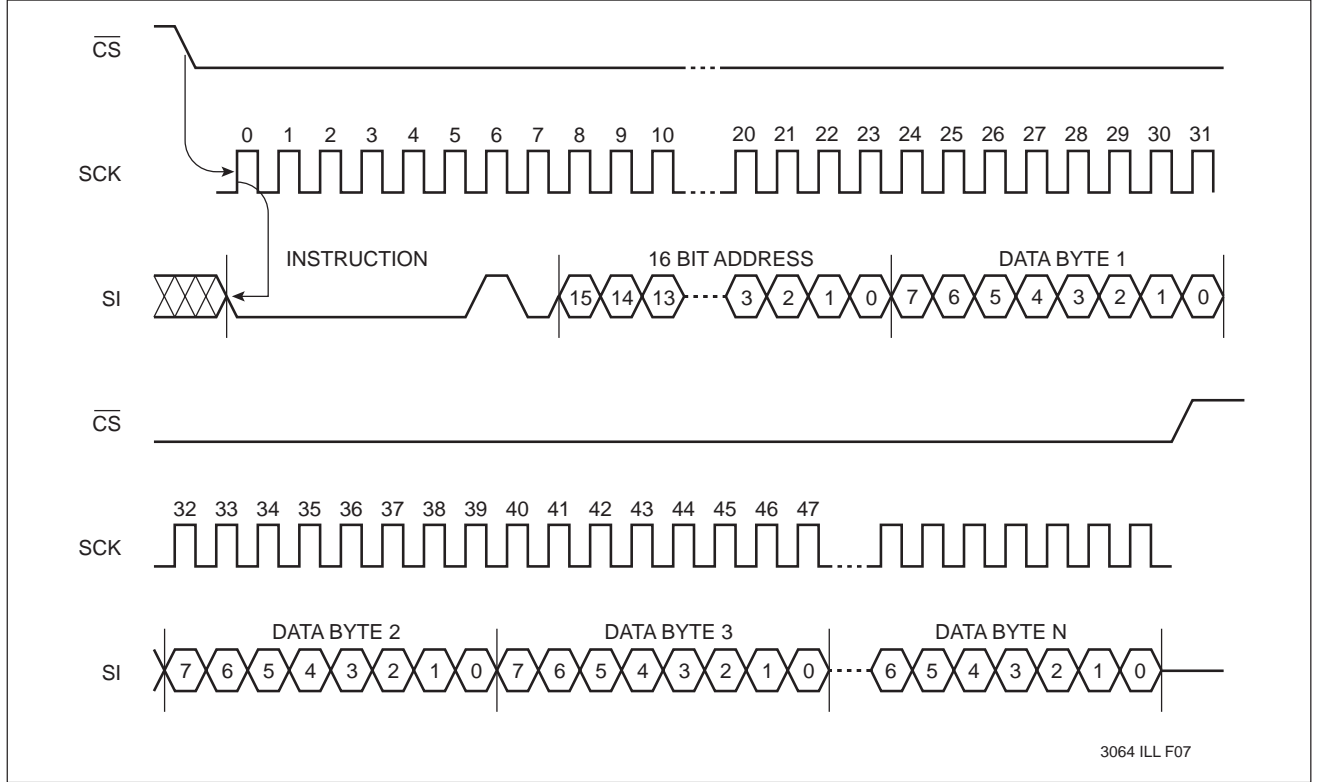 CS
0 1 2 3 4 5 6 7 8 9 10 20 21 22 23 24 25 26 27 28 29 30 31
SCK
INSTRUCTION 16 BIT ADDRESS DATA BYTE 1
SI 15 14 13 3 2 1 0 7 6 5 4 3 2 1 0
CS
32 33 34 35 36 37 38 39 40 41 42 43 44 45 46 47
SCK
DATA BYTE 2 DATA BYTE 3 DATA BYTE N
SI 7 6 5 4 3 2 1 0 7 6 5 4 3 2 1 0 6 5 4 3 2 1 0
3064 ILL F07